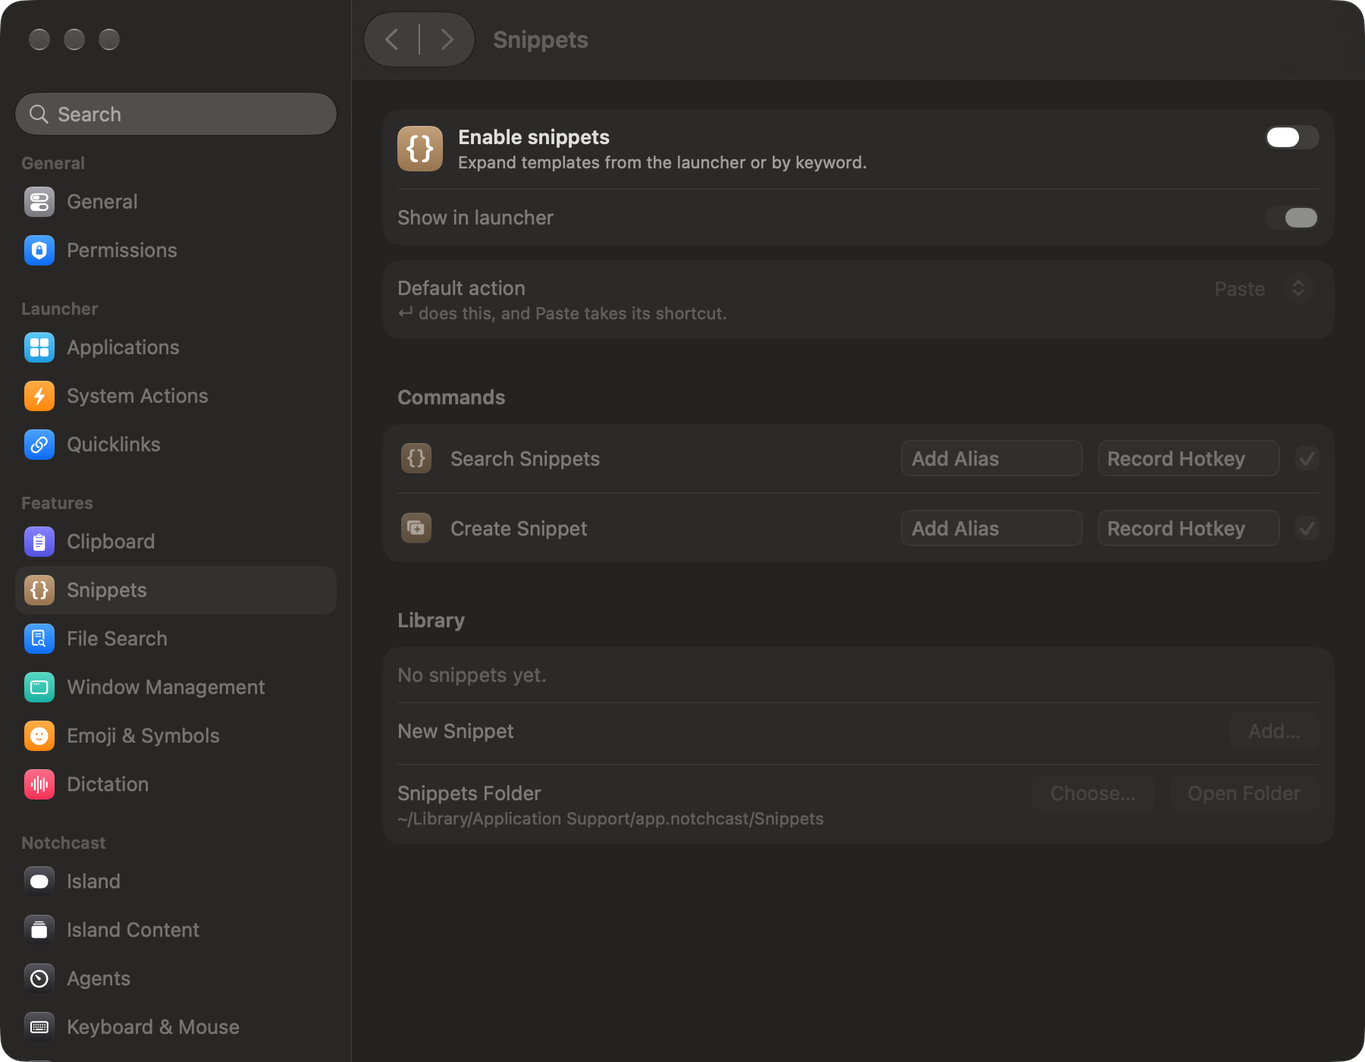 Snippets
Search
General
General
Permissions
Launcher
Applications
System Actions
Quicklinks
Features
Clipboard
Snippets
File Search
Window Management
Emoji & Symbols
Dictation
Notchcast
Island
Island Content
Agents
Keyboard & Mouse
Enable snippets
Expand templates from the launcher or by keyword.
Show in launcher
Default action
Paste
↵ does this, and Paste takes its shortcut.
Commands
Search Snippets Add Alias Record Hotkey
Create Snippet Add Alias Record Hotkey
Library
No snippets yet.
New Snippet Add...
Snippets Folder Choose... Open Folder
~/Library/Application Support/app.notchcast/Snippets